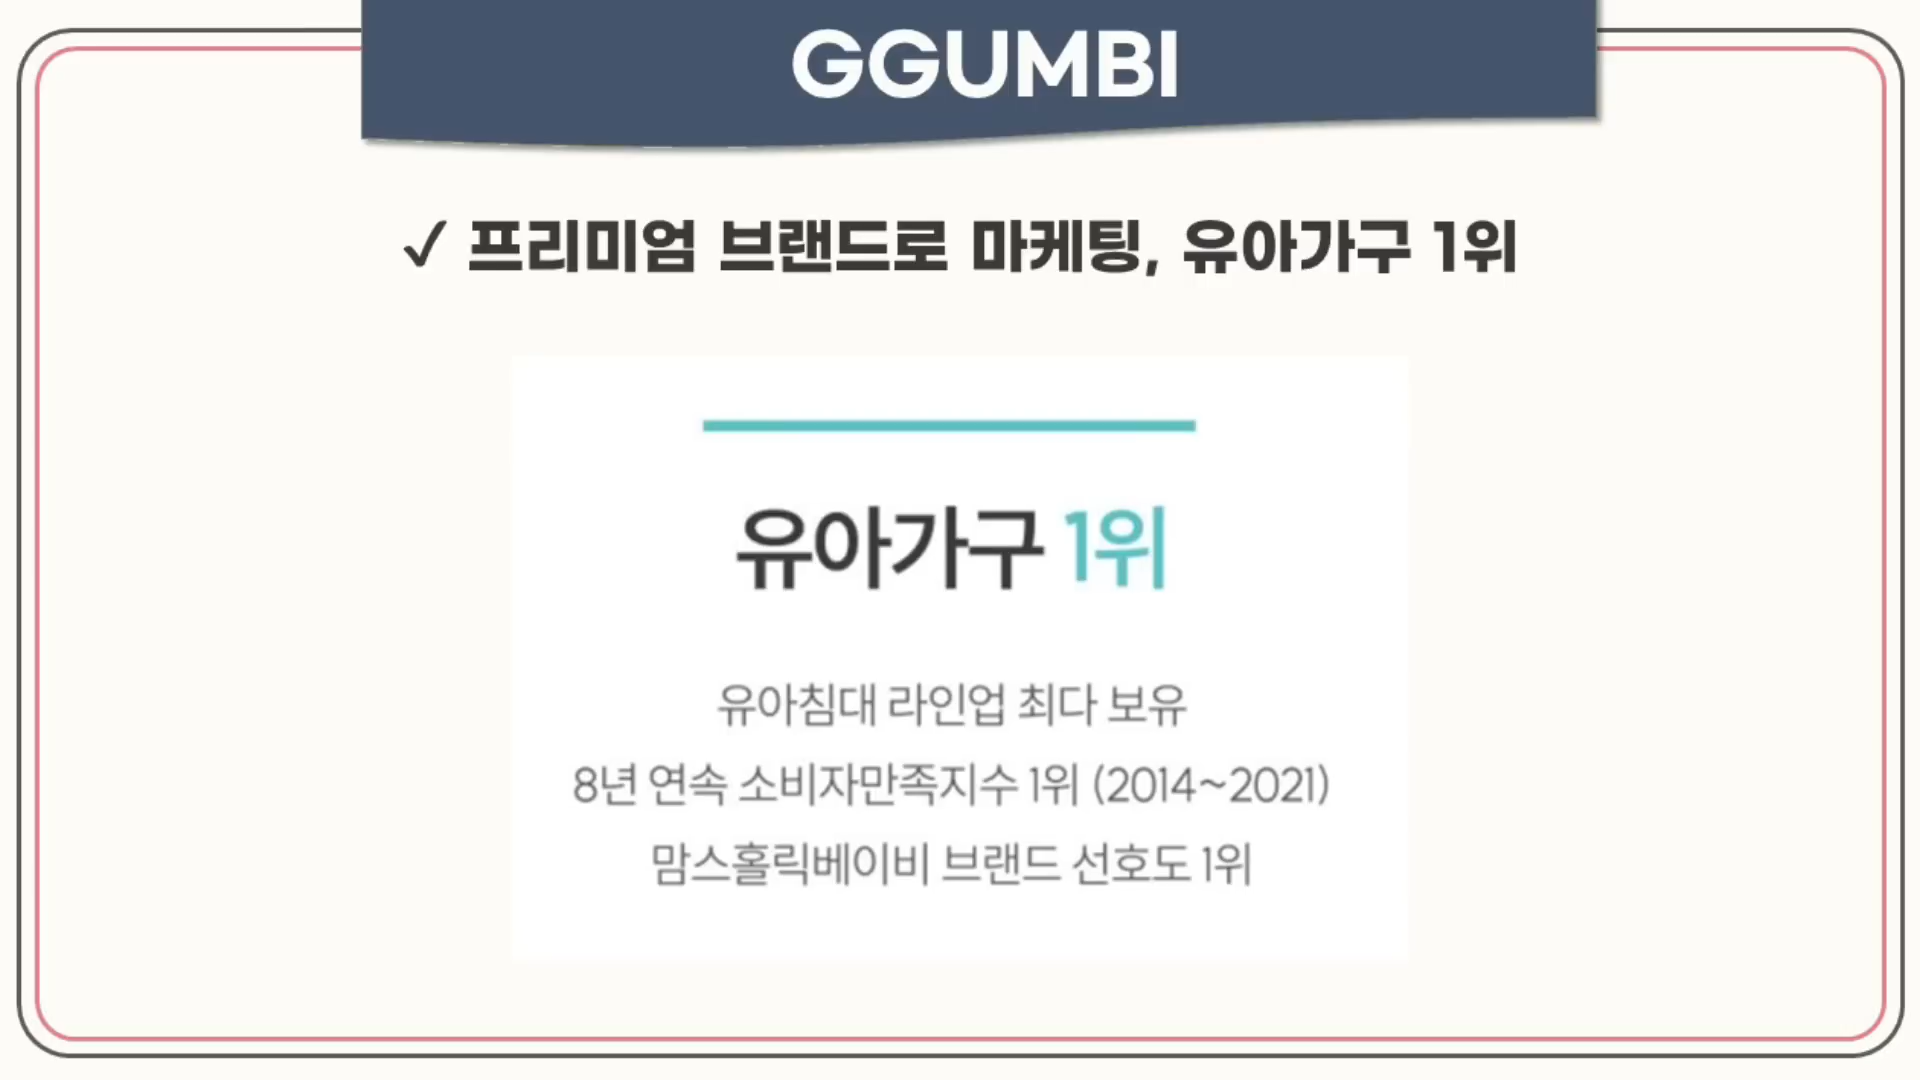 GGUMBI
✓ 프리미엄 브랜드로 마케팅, 유아가구 1위
유아가구 1위
유아침대 라인업 최다 보유
8년 연속 소비자만족지수 1위 (2014~2021)
맘스홀릭베이비 브랜드 선호도 1위